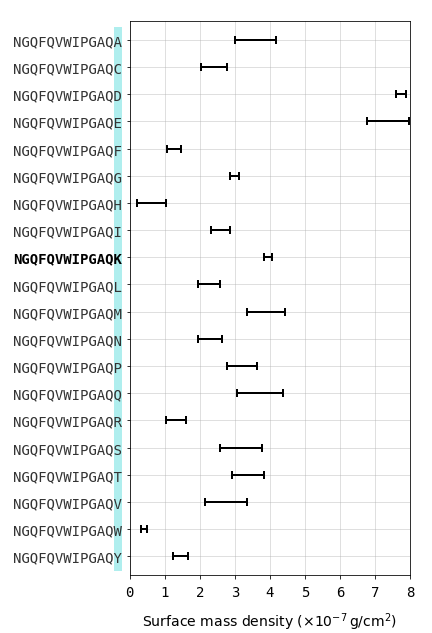 NGQFQVWIPGAQA
NGQFQVWIPGAQC
NGQFQVWIPGAQD
NGQFQVWIPGAQE
NGQFQVWIPGAQF
NGQFQVWIPGAQG
NGQFQVWIPGAQH
NGQFQVWIPGAQI
NGQFQVWIPGAQK
NGQFQVWIPGAQL
NGQFQVWIPGAQM
NGQFQVWIPGAQN
NGQFQVWIPGAQP
NGQFQVWIPGAQQ
NGQFQVWIPGAQR
NGQFQVWIPGAQS
NGQFQVWIPGAQT
NGQFQVWIPGAQV
NGQFQVWIPGAQW
NGQFQVWIPGAQY
0 1 2 3 4 5 6 7 8
Surface mass density (×10⁻⁷ g/cm²)